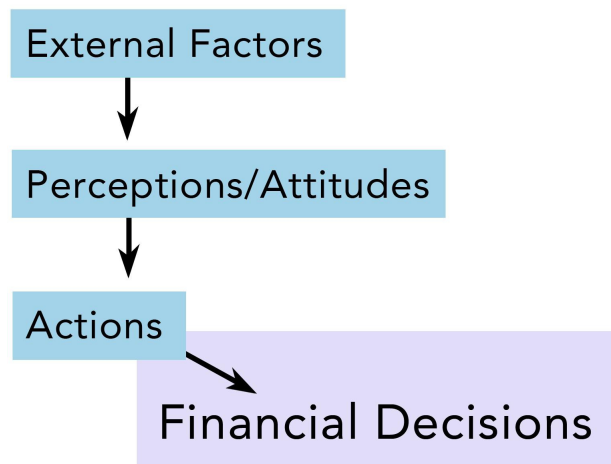 External Factors
Perceptions/Attitudes
Actions
Financial Decisions